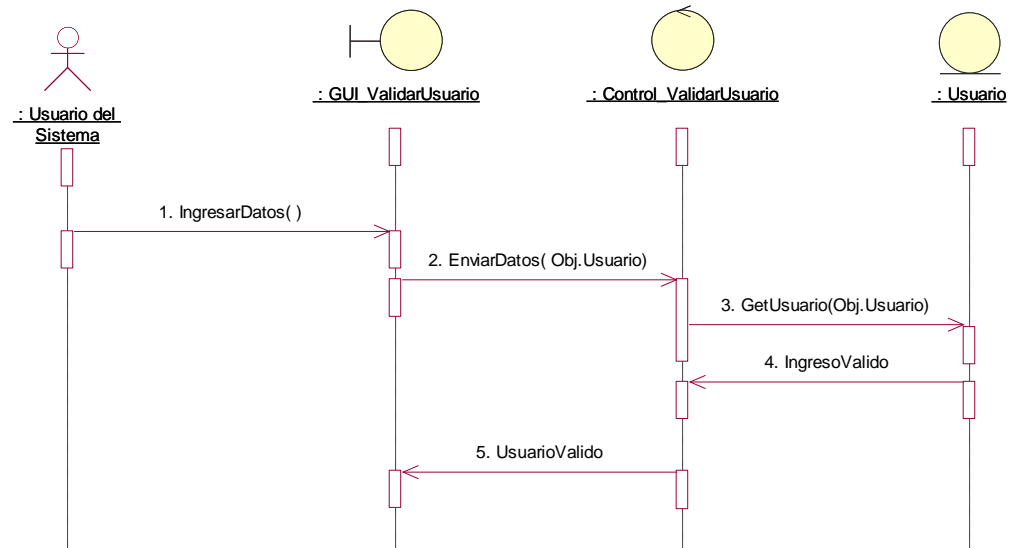 : Usuario del
Sistema
: GUI_ValidarUsuario
: Control_ValidarUsuario
: Usuario
1. IngresarDatos( )
2. EnviarDatos( Obj.Usuario)
3. GetUsuario(Obj.Usuario)
4. IngresoValido
5. UsuarioValido